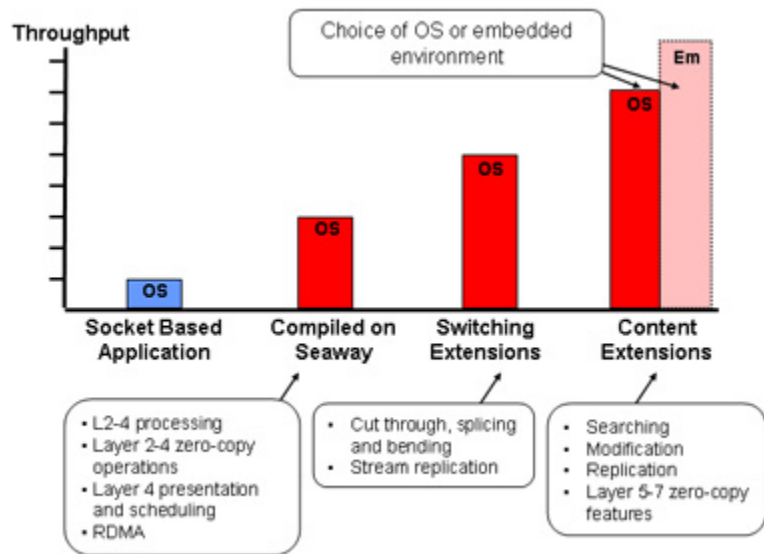 Throughput
Choice of OS or embedded
environment
Em
OS
OS
OS
OS
Socket Based
Application
Compiled on
Seaway
Switching
Extensions
Content
Extensions
• L2-4 processing
• Layer 2-4 zero-copy
operations
• Layer 4 presentation
and scheduling
• RDMA
• Cut through, splicing
and bending
• Stream replication
• Searching
• Modification
• Replication
• Layer 5-7 zero-copy
features